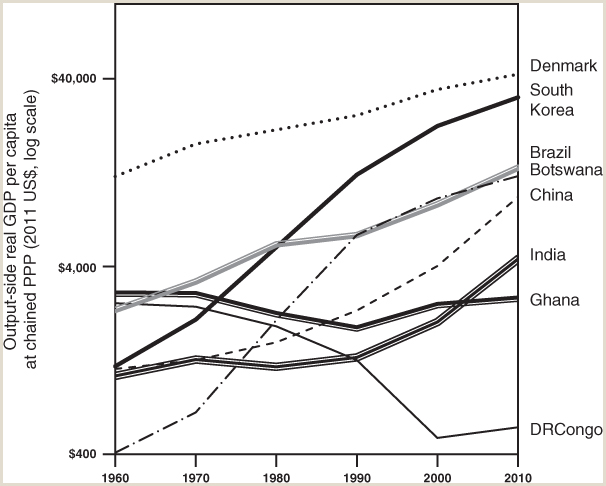 Output-side real GDP per capita
at chained PPP (2011 US$, log scale)
$40,000
$4,000
$400
1960 1970 1980 1990 2000 2010
Denmark
South
Korea
Brazil
Botswana
China
India
Ghana
DRCongo